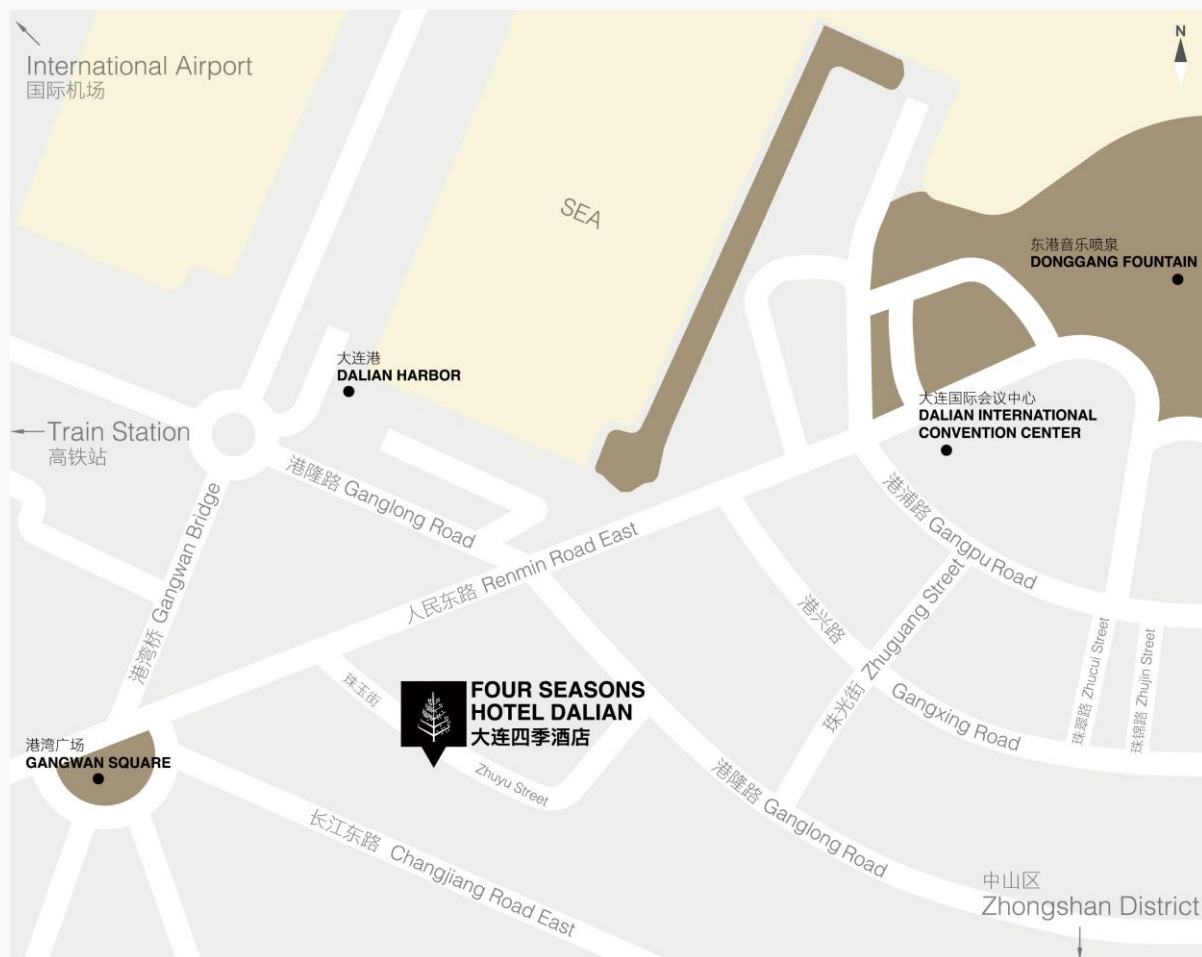 N
International Airport
国际机场
SEA
东港音乐喷泉
DONGGANG FOUNTAIN
大连港
DALIAN HARBOR
大连国际会议中心
DALIAN INTERNATIONAL
CONVENTION CENTER
Train Station
高铁站
港隆路 Ganglong Road
港湾桥 Gangwan Bridge
人民东路 Renmin Road East
港浦路 Gangpu Road
港兴路 Gangxing Road
珠光街 Zhuguang Street
珠翠路 Zhucui Street
珠锦路 Zhujin Street
珠玉街 Zhuyu Street
FOUR SEASONS
HOTEL DALIAN
大连四季酒店
港湾广场
GANGWAN SQUARE
港隆路 Ganglong Road
长江东路 Changjiang Road East
中山区
Zhongshan District